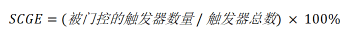 SCGE = (被门控的触发器数量 / 触发器总数) × 100%